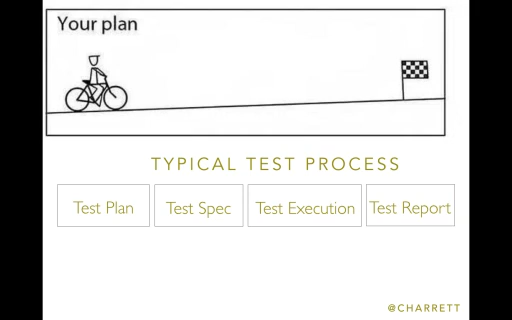 Your plan
TYPICAL TEST PROCESS
Test Plan
Test Spec
Test Execution
Test Report
@CHARRETT